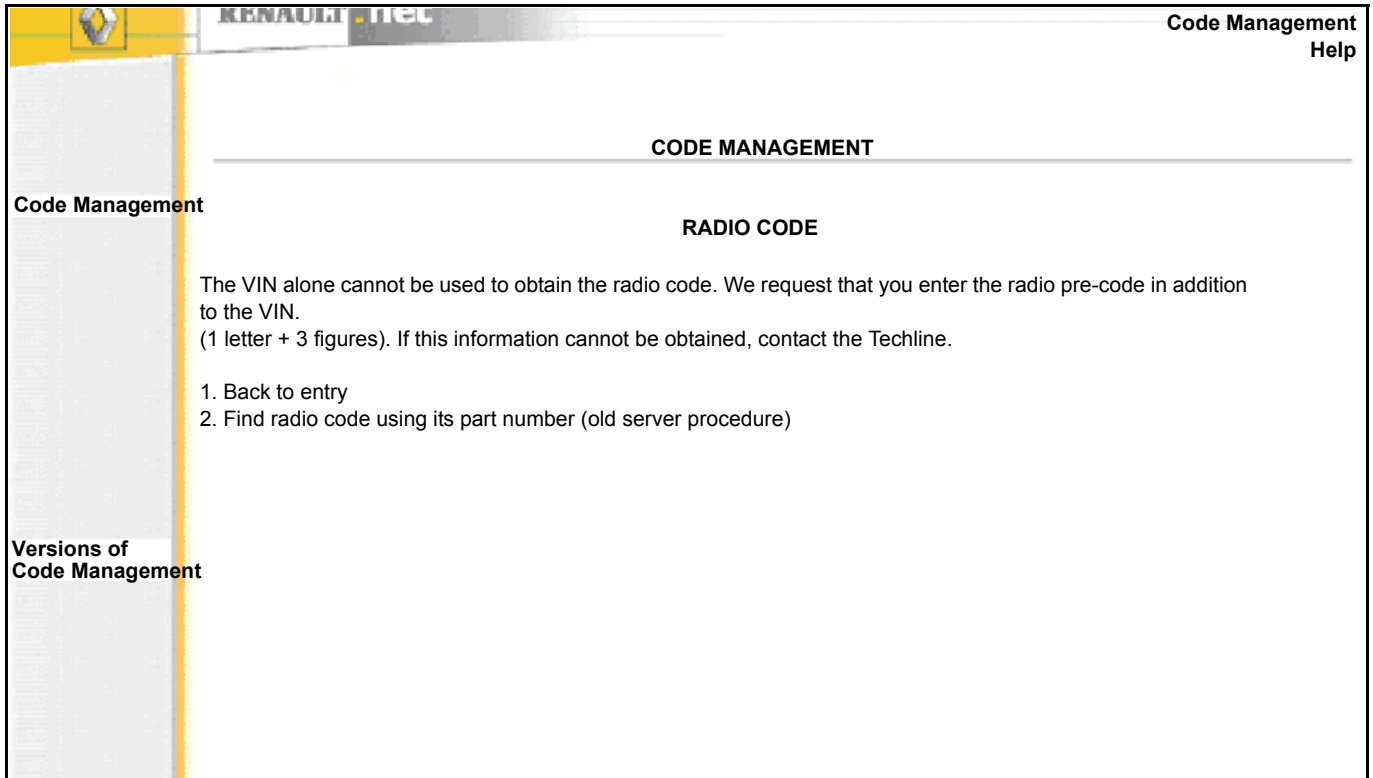 RENAULT .net
Code Management
Help
CODE MANAGEMENT
Code Management
RADIO CODE
The VIN alone cannot be used to obtain the radio code. We request that you enter the radio pre-code in addition
to the VIN.
(1 letter + 3 figures). If this information cannot be obtained, contact the Techline.
1. Back to entry
2. Find radio code using its part number (old server procedure)
Versions of
Code Management